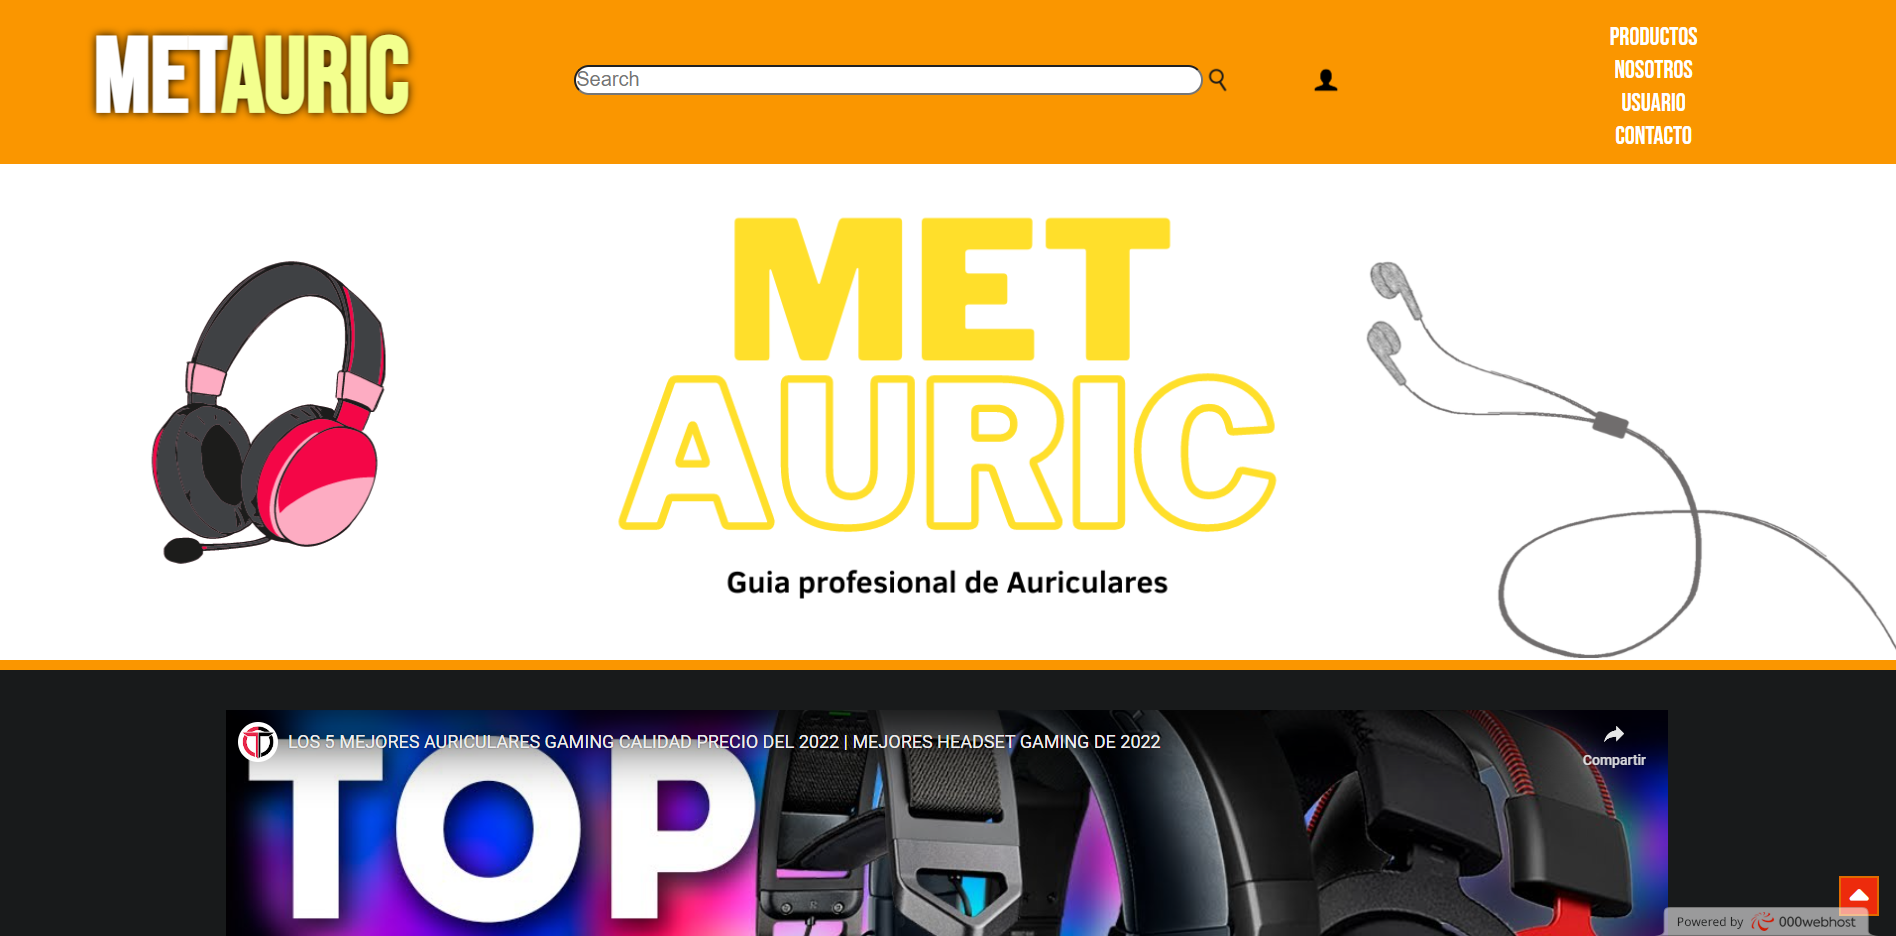 METAURIC
Search
PRODUCTOS
NOSOTROS
USUARIO
CONTACTO
MET
AURIC
Guia profesional de Auriculares
LOS 5 MEJORES AURICULARES GAMING CALIDAD PRECIO DEL 2022 | MEJORES HEADSET GAMING DE 2022
Compartir
TOP
Powered by 000webhost